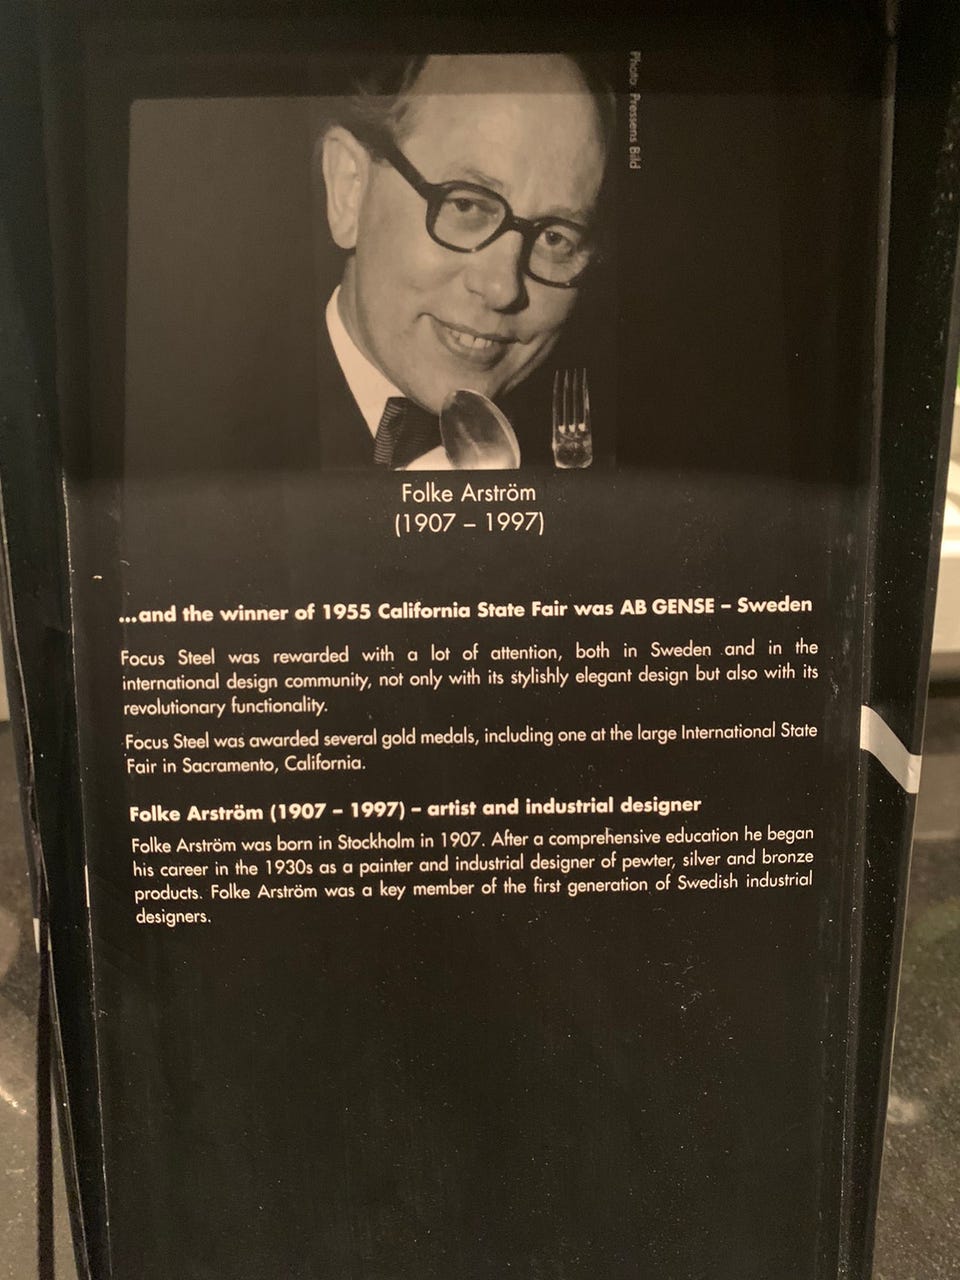 Photo: Pressens Bild
Folke Arström
(1907 – 1997)
...and the winner of 1955 California State Fair was AB GENSE – Sweden
Focus Steel was rewarded with a lot of attention, both in Sweden and in the
international design community, not only with its stylishly elegant design but also with its
revolutionary functionality.
Focus Steel was awarded several gold medals, including one at the large International State
Fair in Sacramento, California.
Folke Arström (1907 – 1997) – artist and industrial designer
Folke Arström was born in Stockholm in 1907. After a comprehensive education he began
his career in the 1930s as a painter and industrial designer of pewter, silver and bronze
products. Folke Arström was a key member of the first generation of Swedish industrial
designers.